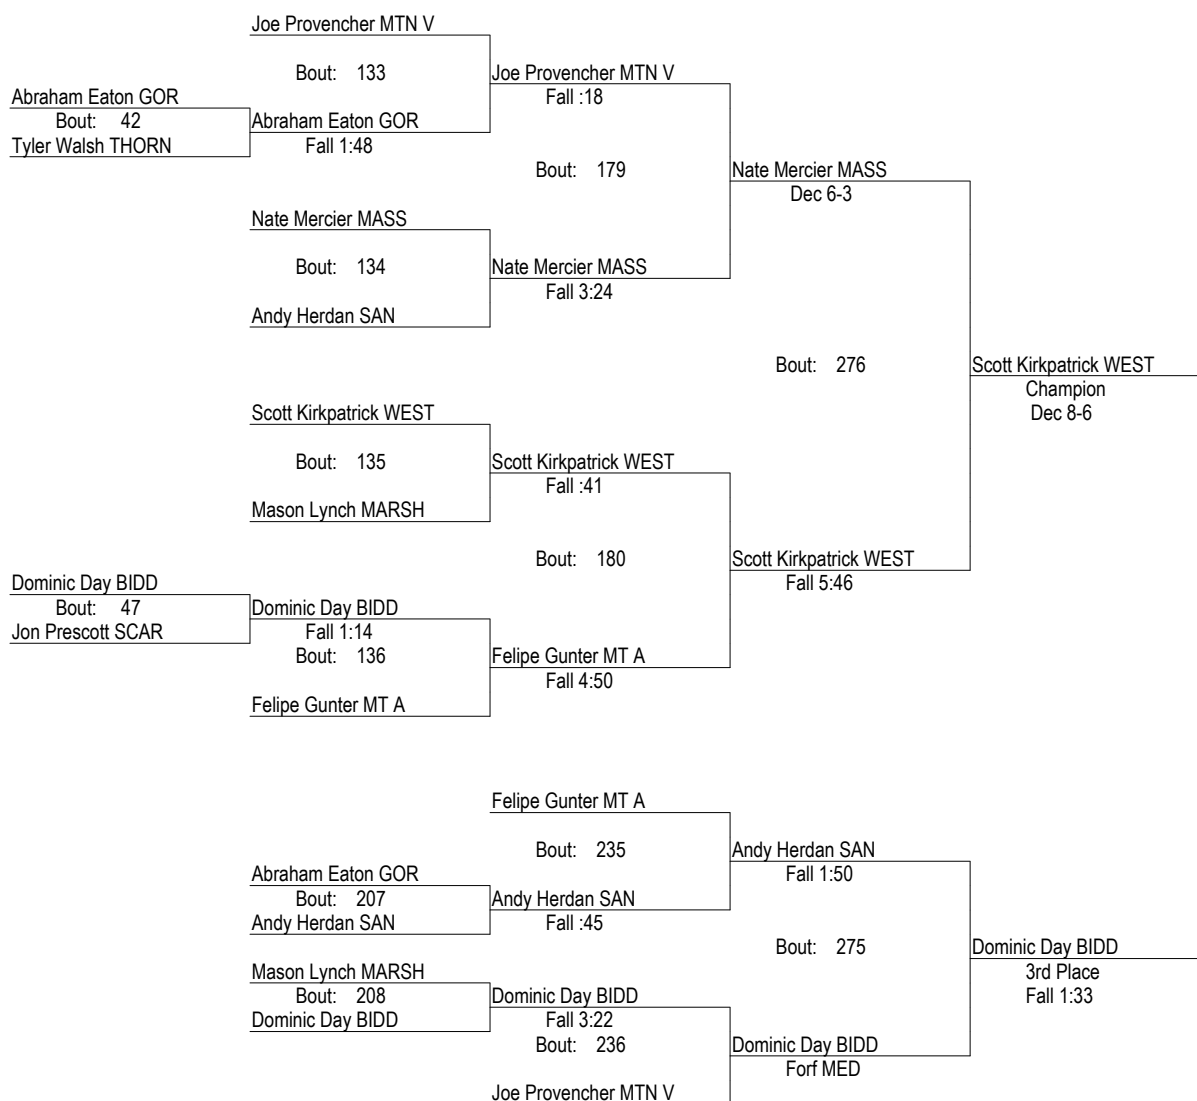 Joe Provencher MTN V
Bout: 133
Joe Provencher MTN V
Fall :18
Abraham Eaton GOR
Bout: 42
Tyler Walsh THORN
Abraham Eaton GOR
Fall 1:48
Bout: 179
Nate Mercier MASS
Dec 6-3
Nate Mercier MASS
Bout: 134
Nate Mercier MASS
Fall 3:24
Andy Herdan SAN
Bout: 276
Scott Kirkpatrick WEST
Champion
Dec 8-6
Scott Kirkpatrick WEST
Bout: 135
Scott Kirkpatrick WEST
Fall :41
Mason Lynch MARSH
Bout: 180
Scott Kirkpatrick WEST
Fall 5:46
Dominic Day BIDD
Bout: 47
Jon Prescott SCAR
Dominic Day BIDD
Fall 1:14
Bout: 136
Felipe Gunter MT A
Fall 4:50
Felipe Gunter MT A
Felipe Gunter MT A
Bout: 235
Andy Herdan SAN
Fall 1:50
Abraham Eaton GOR
Bout: 207
Andy Herdan SAN
Andy Herdan SAN
Fall :45
Bout: 275
Dominic Day BIDD
3rd Place
Fall 1:33
Mason Lynch MARSH
Bout: 208
Dominic Day BIDD
Dominic Day BIDD
Fall 3:22
Bout: 236
Dominic Day BIDD
Forf MED
Joe Provencher MTN V